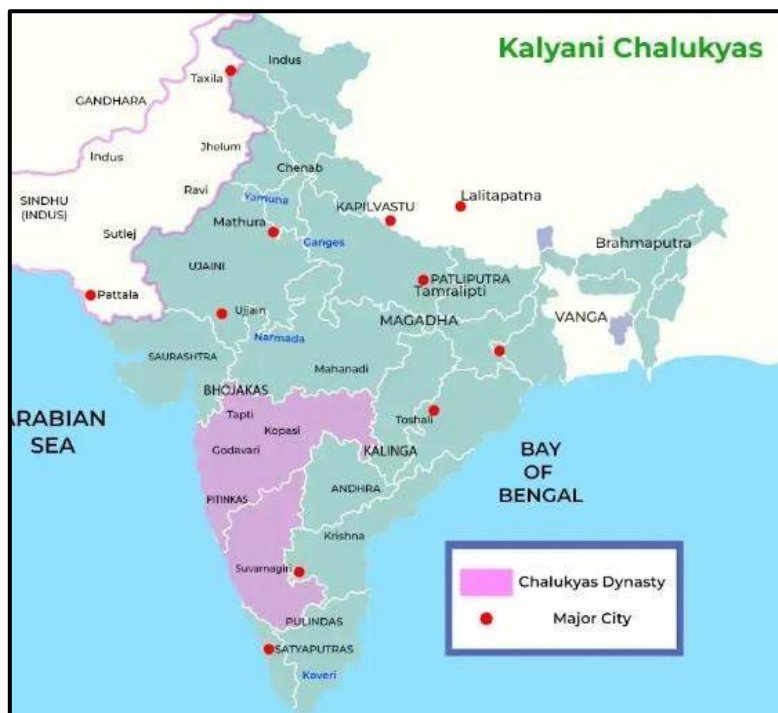 Kalyani Chalukyas
Indus
Taxila
GANDHARA
Indus
Jhelum
Chenab
SINDHU
(INDUS)
Ravi
Yamuna
KAPILVASTU
Lalitapatna
Sutlej
Mathura
Ganges
Brahmaputra
UJAINI
Pattala
PATLIPUTRA
Tamralipti
Ujjain
MAGADHA
VANGA
Narmada
SAURASHTRA
Mahanadi
BHOJAKAS
ARABIAN
SEA
Tapti
Kopasi
Toshali
Godavari
KALINGA
BAY
OF
BENGAL
ANDHRA
PITINKAS
Krishna
Suvarnagiri
Chalukyas Dynasty
Major City
PULINDAS
SATYAPUTRAS
Kaveri